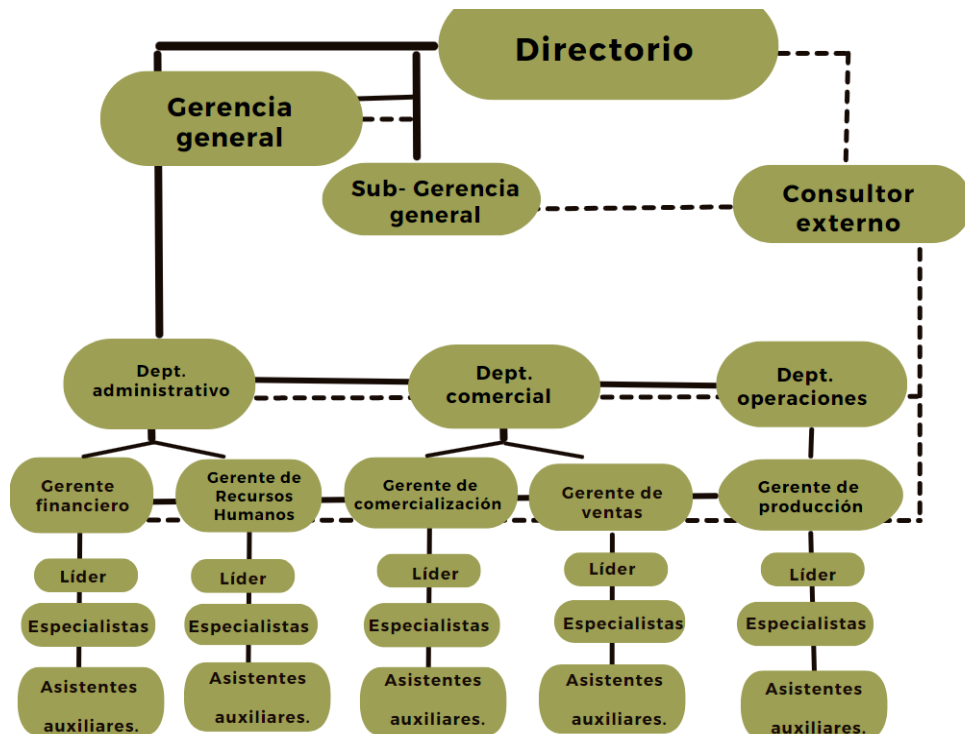 Directorio
Gerencia
general
Sub- Gerencia
general
Consultor
externo
Dept.
administrativo
Dept.
comercial
Dept.
operaciones
Gerente
financiero
Gerente de
Recursos
Humanos
Gerente de
comercialización
Gerente de
ventas
Gerente de
producción
Líder
Líder
Líder
Líder
Líder
Especialistas
Especialistas
Especialistas
Especialistas
Especialistas
Asistentes
auxiliares.
Asistentes
auxiliares.
Asistentes
auxiliares.
Asistentes
auxiliares.
Asistentes
auxiliares.